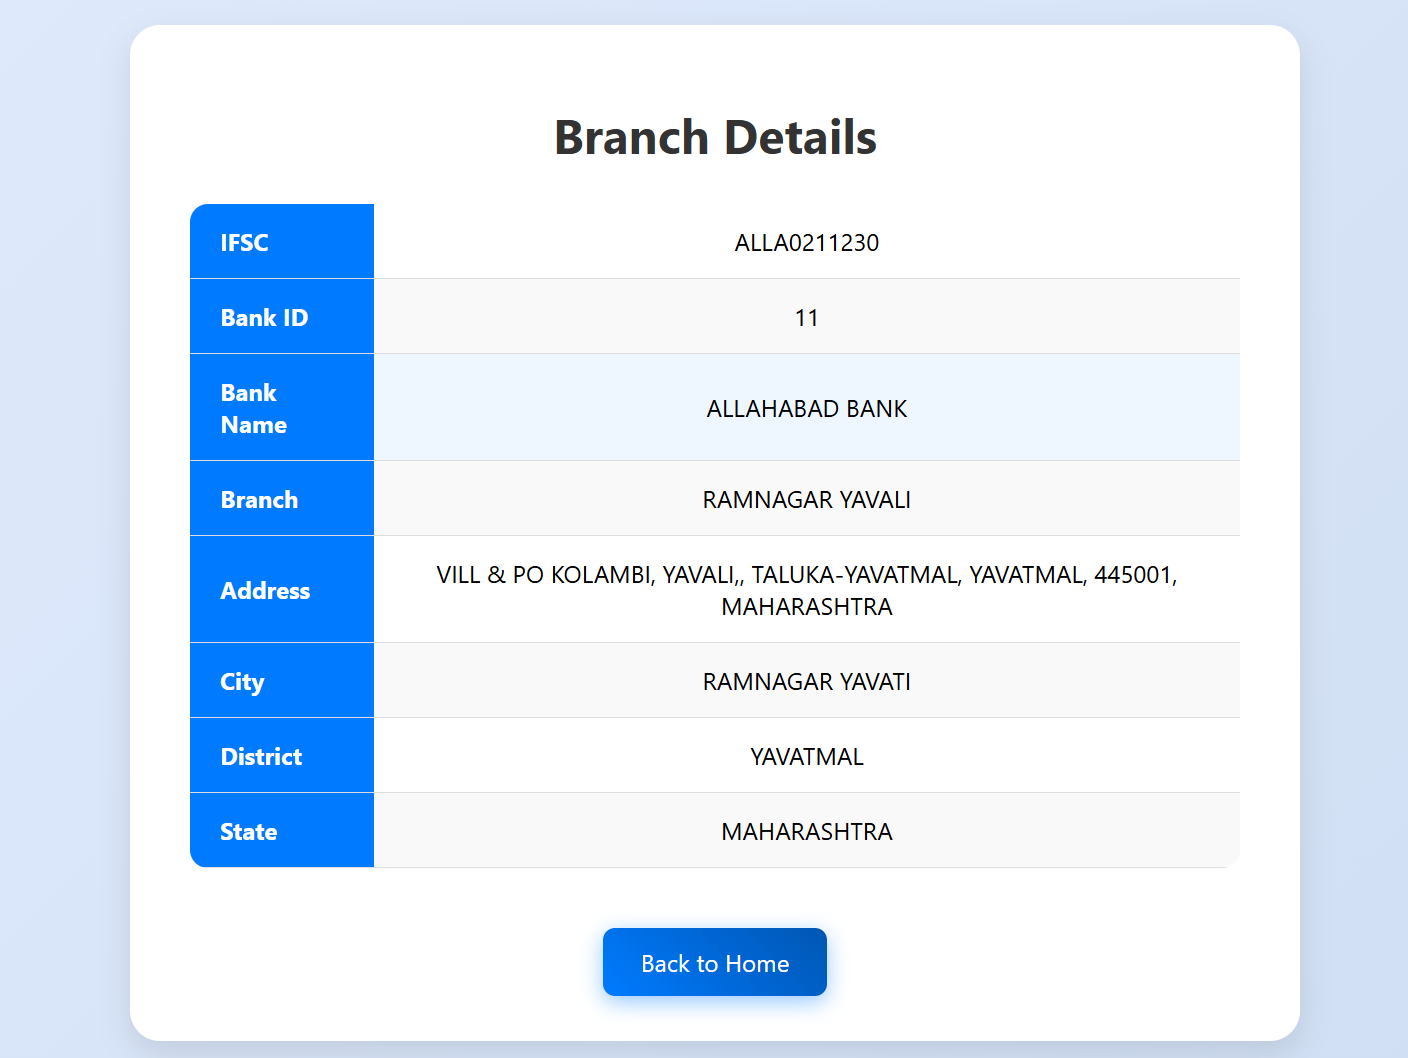 Branch Details
IFSC ALLA0211230
Bank ID 11
Bank
Name
ALLAHABAD BANK
Branch RAMNAGAR YAVALI
Address
VILL & PO KOLAMBI, YAVALI,, TALUKA-YAVATMAL, YAVATMAL, 445001,
MAHARASHTRA
City RAMNAGAR YAVATI
District YAVATMAL
State MAHARASHTRA
Back to Home